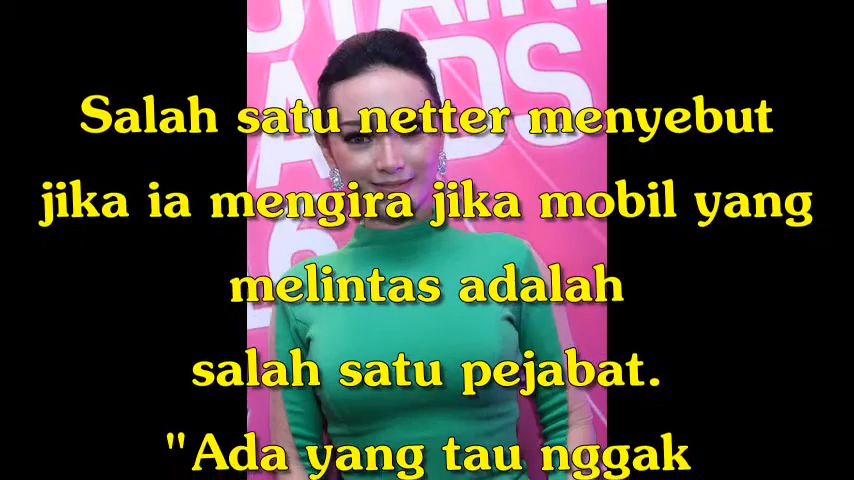 Salah satu netter menyebut
jika ia mengira jika mobil yang
melintas adalah
salah satu pejabat.
"Ada yang tau nggak